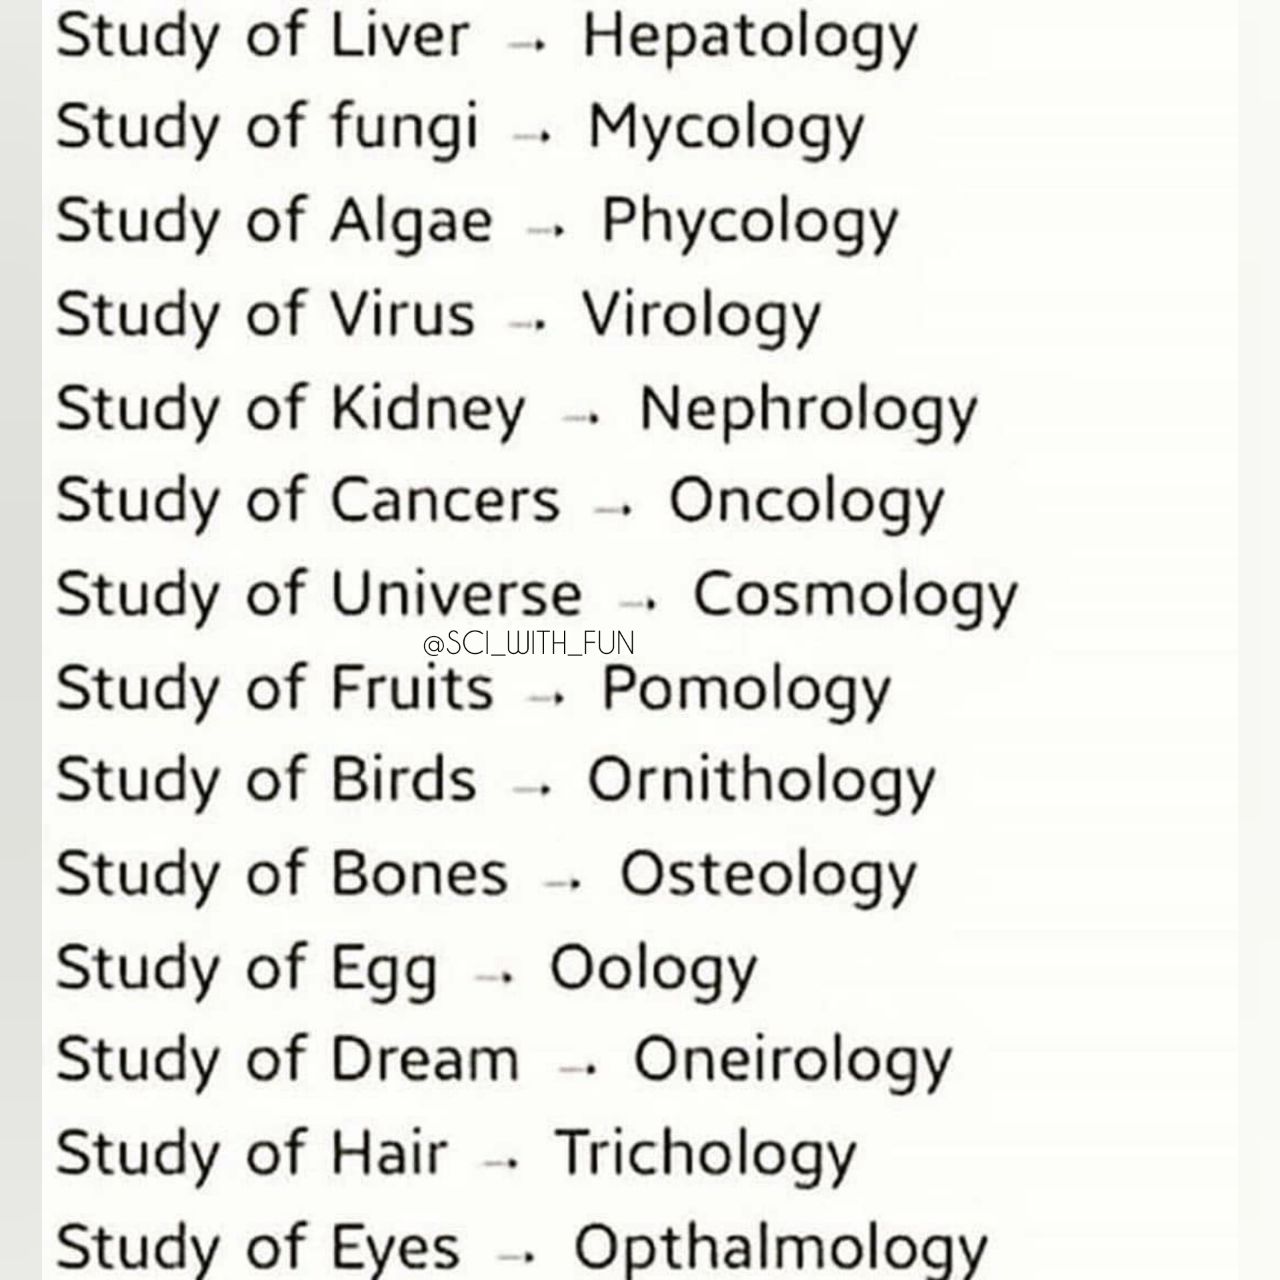 Study of Liver → Hepatology
Study of fungi → Mycology
Study of Algae → Phycology
Study of Virus → Virology
Study of Kidney → Nephrology
Study of Cancers → Oncology
Study of Universe → Cosmology
@SCI_WITH_FUN
Study of Fruits → Pomology
Study of Birds → Ornithology
Study of Bones → Osteology
Study of Egg → Oology
Study of Dream → Oneirology
Study of Hair → Trichology
Study of Eyes → Opthalmology